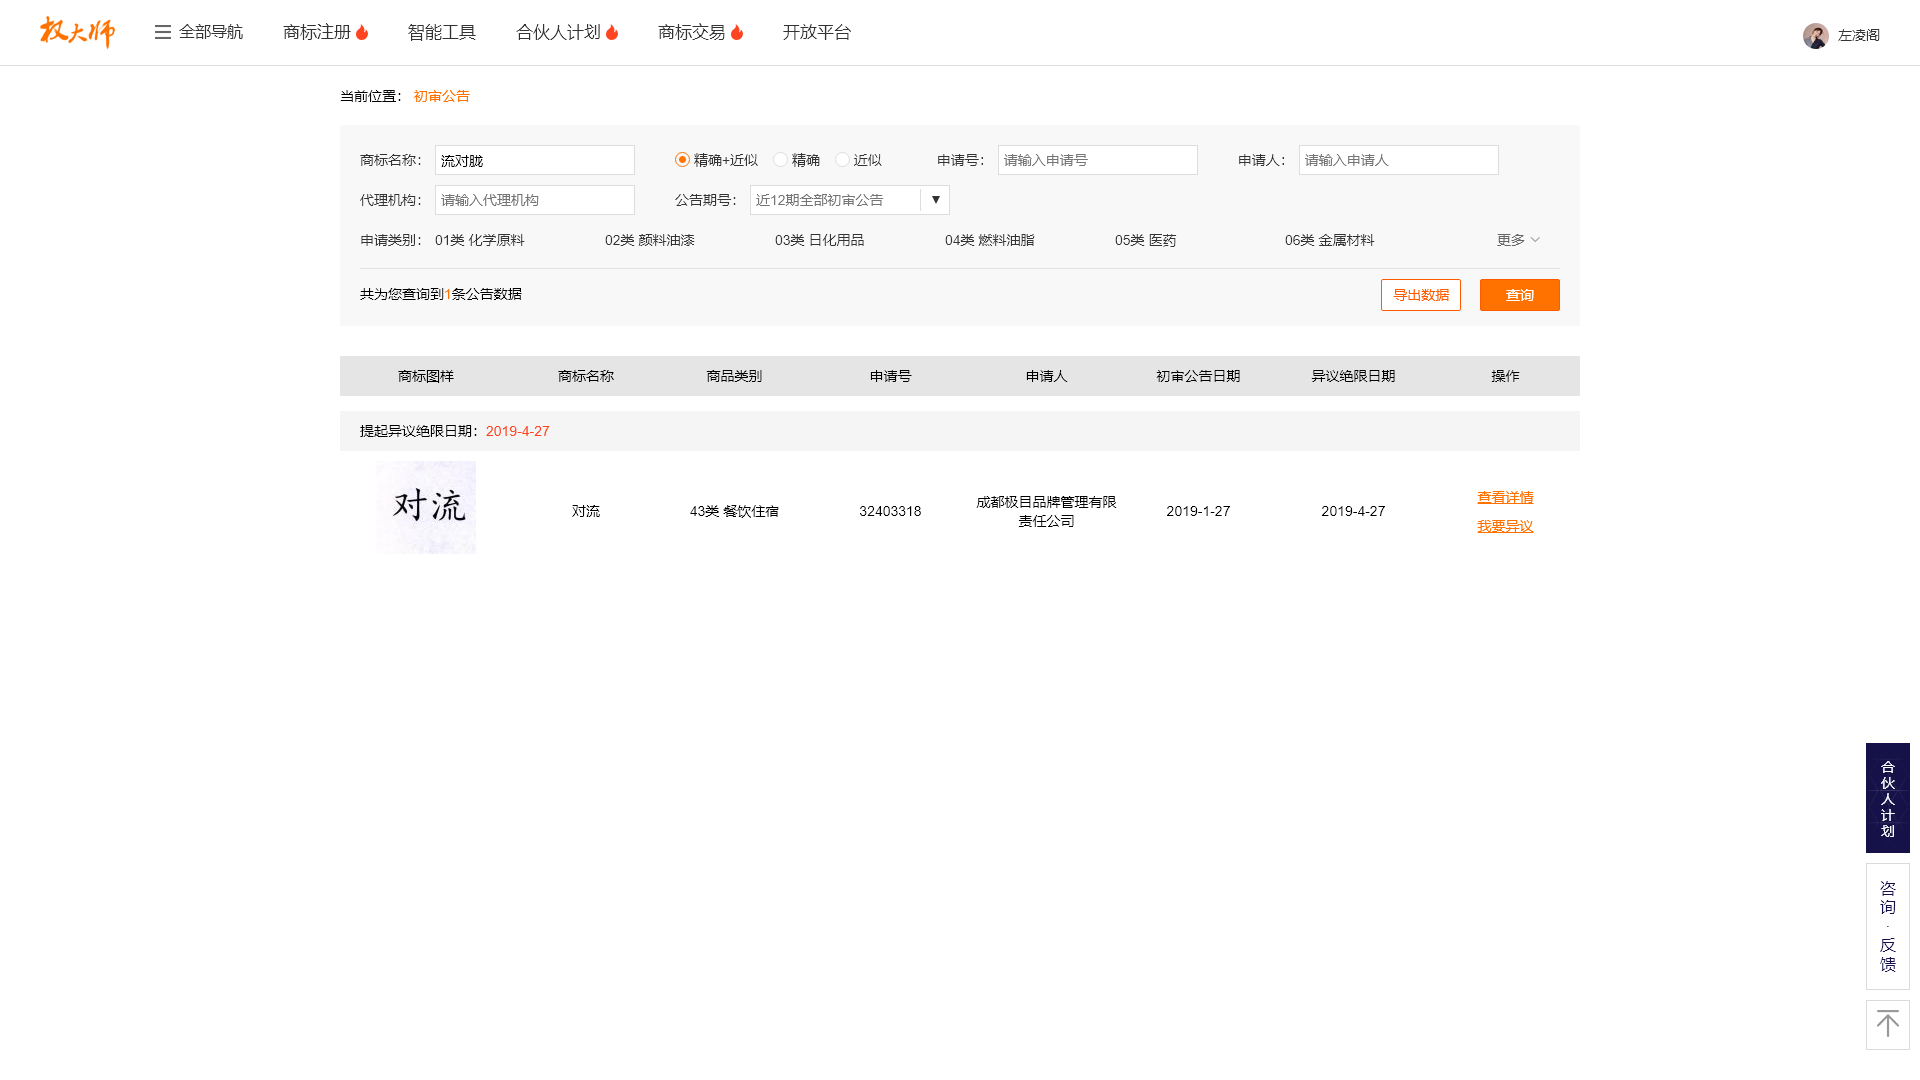 权大师 全部导航 商标注册 智能工具 合伙人计划 商标交易 开放平台 左凌阁
当前位置： 初审公告
商标名称： 流对胧 精确+近似 精确 近似 申请号： 请输入申请号 申请人： 请输入申请人
代理机构： 请输入代理机构 公告期号： 近12期全部初审公告 ▼
申请类别： 01类 化学原料 02类 颜料油漆 03类 日化用品 04类 燃料油脂 05类 医药 06类 金属材料 更多
共为您查询到1条公告数据 导出数据 查询
商标图样 商标名称 商品类别 申请号 申请人 初审公告日期 异议绝限日期 操作
提起异议绝限日期：2019-4-27
对流 对流 43类 餐饮住宿 32403318 成都极目品牌管理有限 2019-1-27 2019-4-27 查看详情
责任公司 我要异议
合伙人计划
咨询·反馈